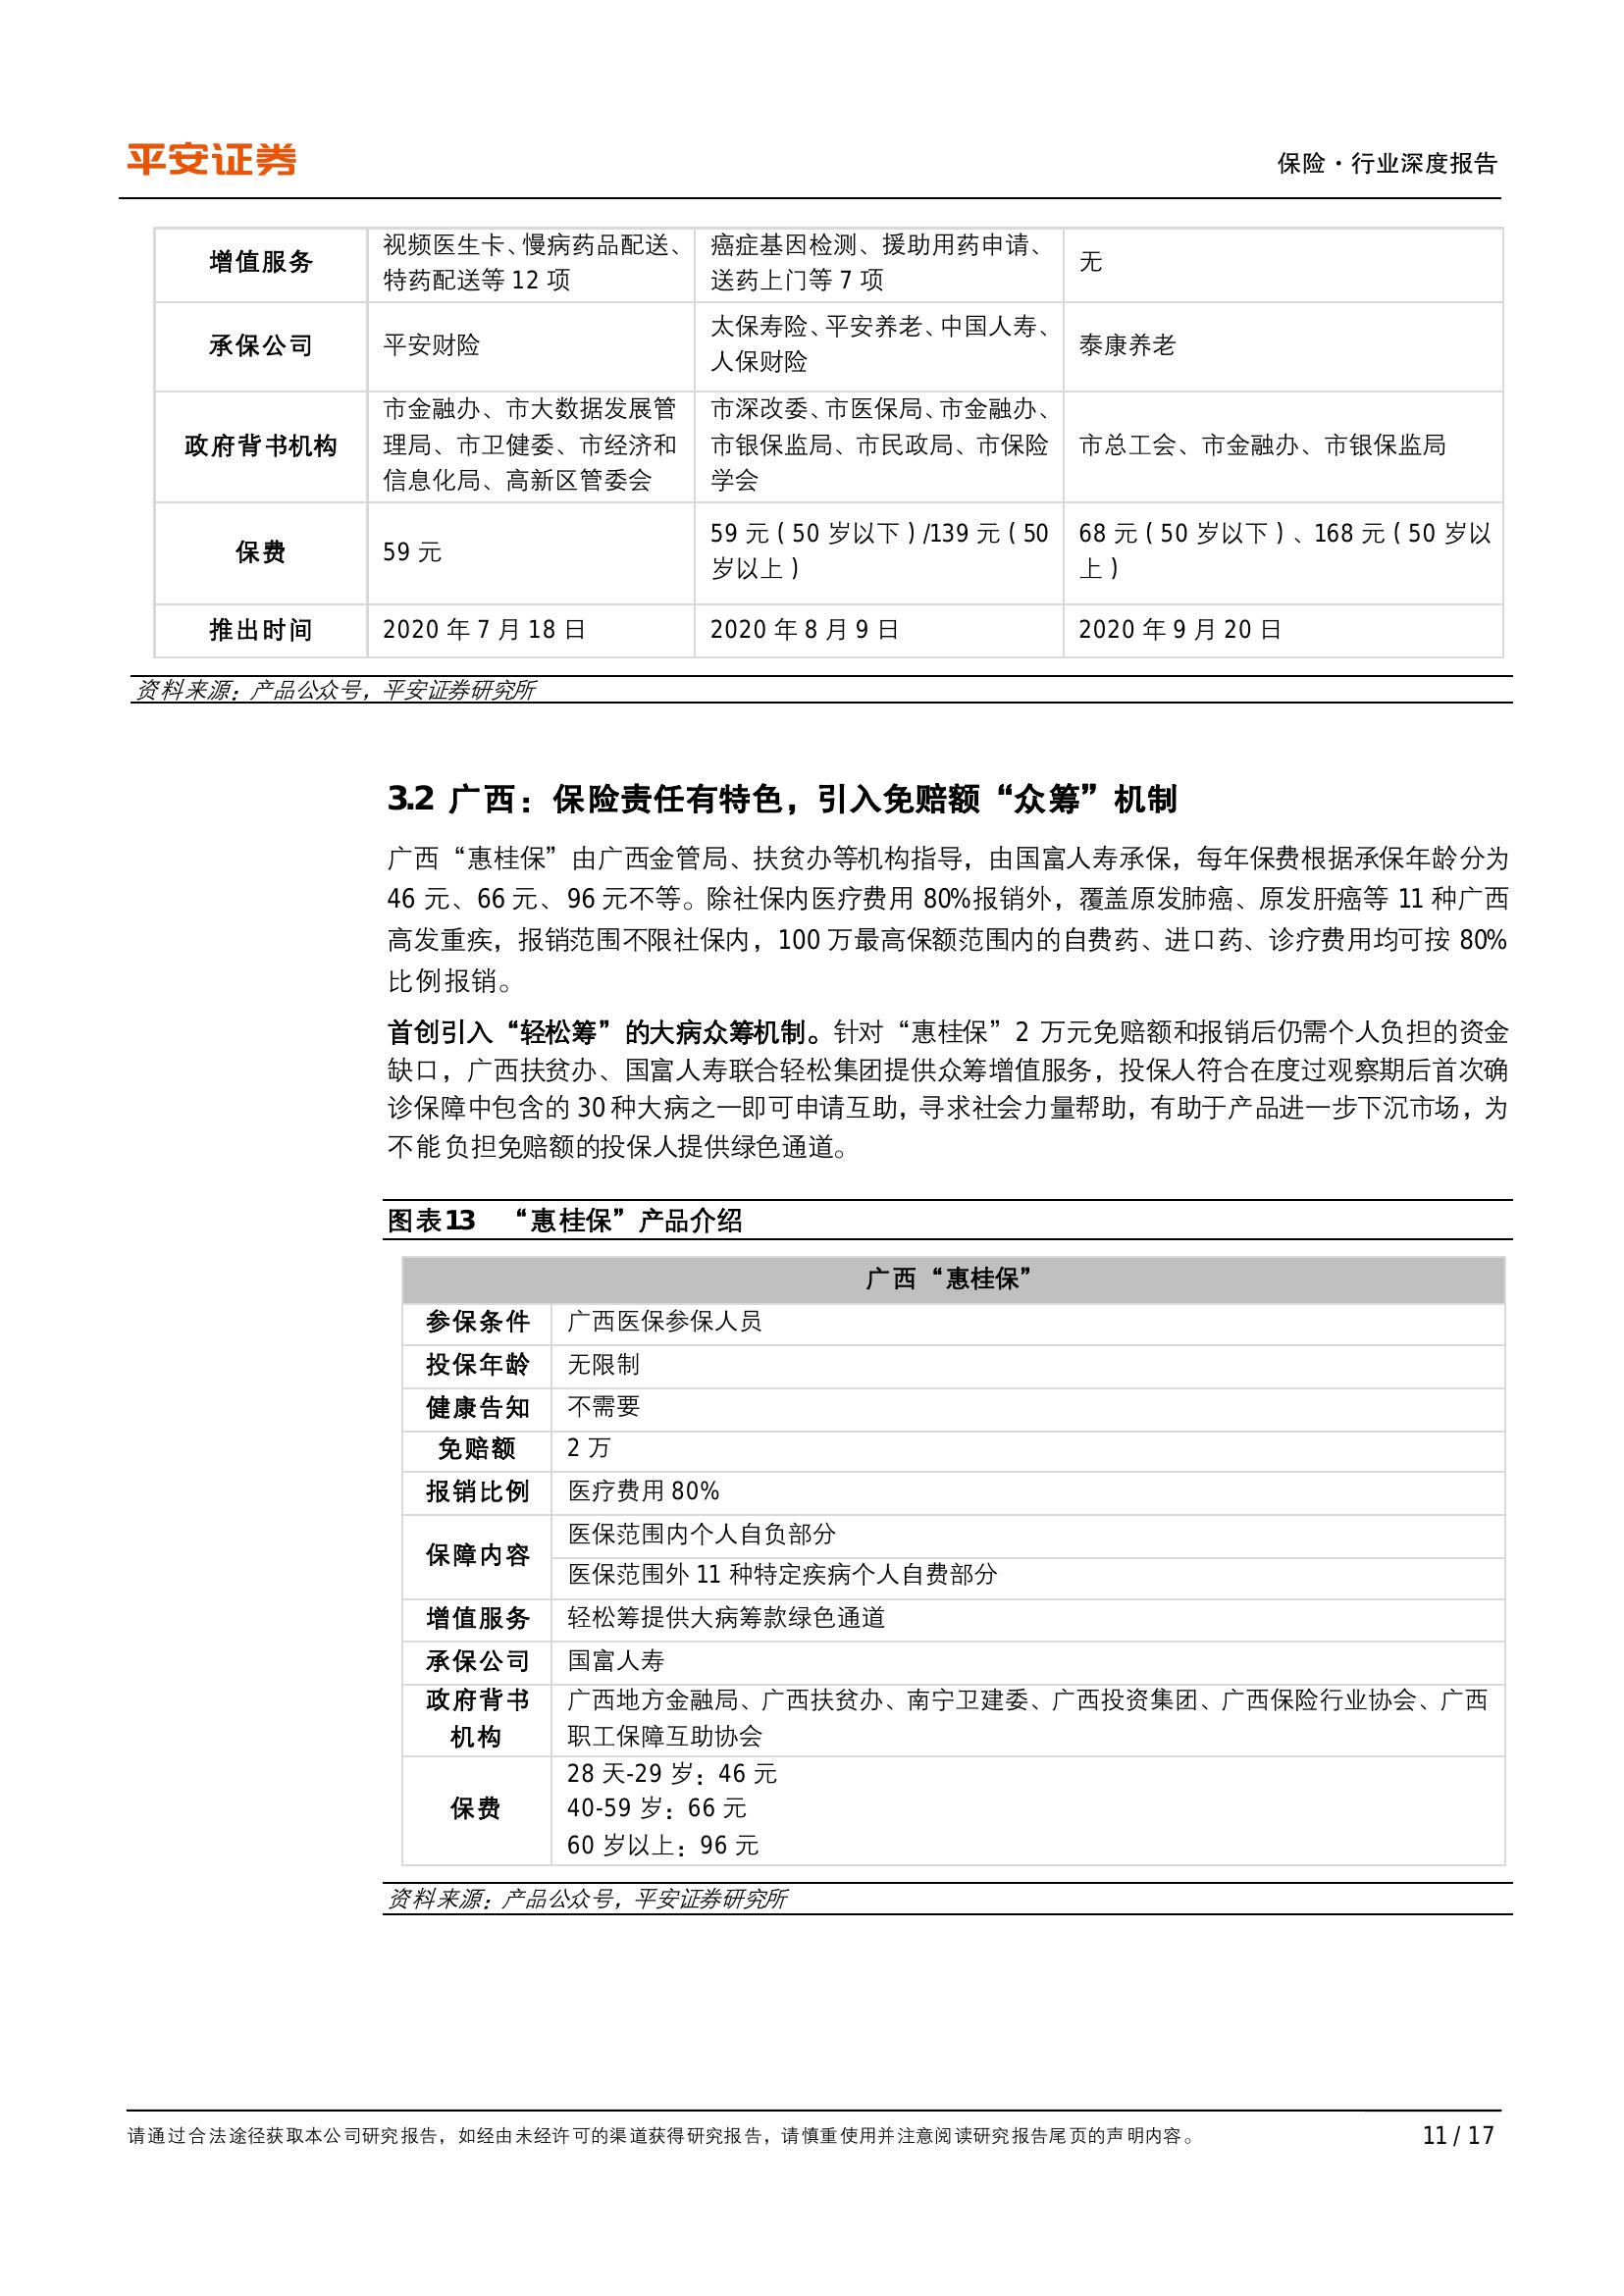 平安证券
保险·行业深度报告
增值服务
视频医生卡、慢病药品配送、
特药配送等 12 项
癌症基因检测、援助用药申请、
送药上门等 7 项
无
承保公司
平安财险
太保寿险、平安养老、中国人寿、
人保财险
泰康养老
政府背书机构
市金融办、市大数据发展管
理局、市卫健委、市经济和
信息化局、高新区管委会
市深改委、市医保局、市金融办、
市银保监局、市民政局、市保险
学会
市总工会、市金融办、市银保监局
保费
59 元
59 元（50 岁以下）/139 元（50
岁以上）
68 元（50 岁以下）、168 元（50 岁以
上）
推出时间
2020 年 7 月 18 日
2020 年 8 月 9 日
2020 年 9 月 20 日
资料来源：产品公众号，平安证券研究所
3.2 广西：保险责任有特色，引入免赔额“众筹”机制
广西“惠桂保”由广西金管局、扶贫办等机构指导，由国富人寿承保，每年保费根据承保年龄分为
46 元、66 元、96 元不等。除社保内医疗费用 80%报销外，覆盖原发肺癌、原发肝癌等 11 种广西
高发重疾，报销范围不限社保内，100 万最高保额范围内的自费药、进口药、诊疗费用均可按 80%
比例报销。
首创引入“轻松筹”的大病众筹机制。针对“惠桂保”2 万元免赔额和报销后仍需个人负担的资金
缺口，广西扶贫办、国富人寿联合轻松集团提供众筹增值服务，投保人符合在度过观察期后首次确
诊保障中包含的 30 种大病之一即可申请互助，寻求社会力量帮助，有助于产品进一步下沉市场，为
不能负担免赔额的投保人提供绿色通道。
图表13 “惠桂保”产品介绍
广西“惠桂保”
参保条件
广西医保参保人员
投保年龄
无限制
健康告知
不需要
免赔额
2 万
报销比例
医疗费用 80%
保障内容
医保范围内个人自负部分
医保范围外 11 种特定疾病个人自费部分
增值服务
轻松筹提供大病筹款绿色通道
承保公司
国富人寿
政府背书
机构
广西地方金融局、广西扶贫办、南宁卫建委、广西投资集团、广西保险行业协会、广西
职工保障互助协会
保费
28 天-29 岁：46 元
40-59 岁：66 元
60 岁以上：96 元
资料来源：产品公众号，平安证券研究所
请通过合法途径获取本公司研究报告，如经由未经许可的渠道获得研究报告，请慎重使用并注意阅读研究报告尾页的声明内容。
11 / 17